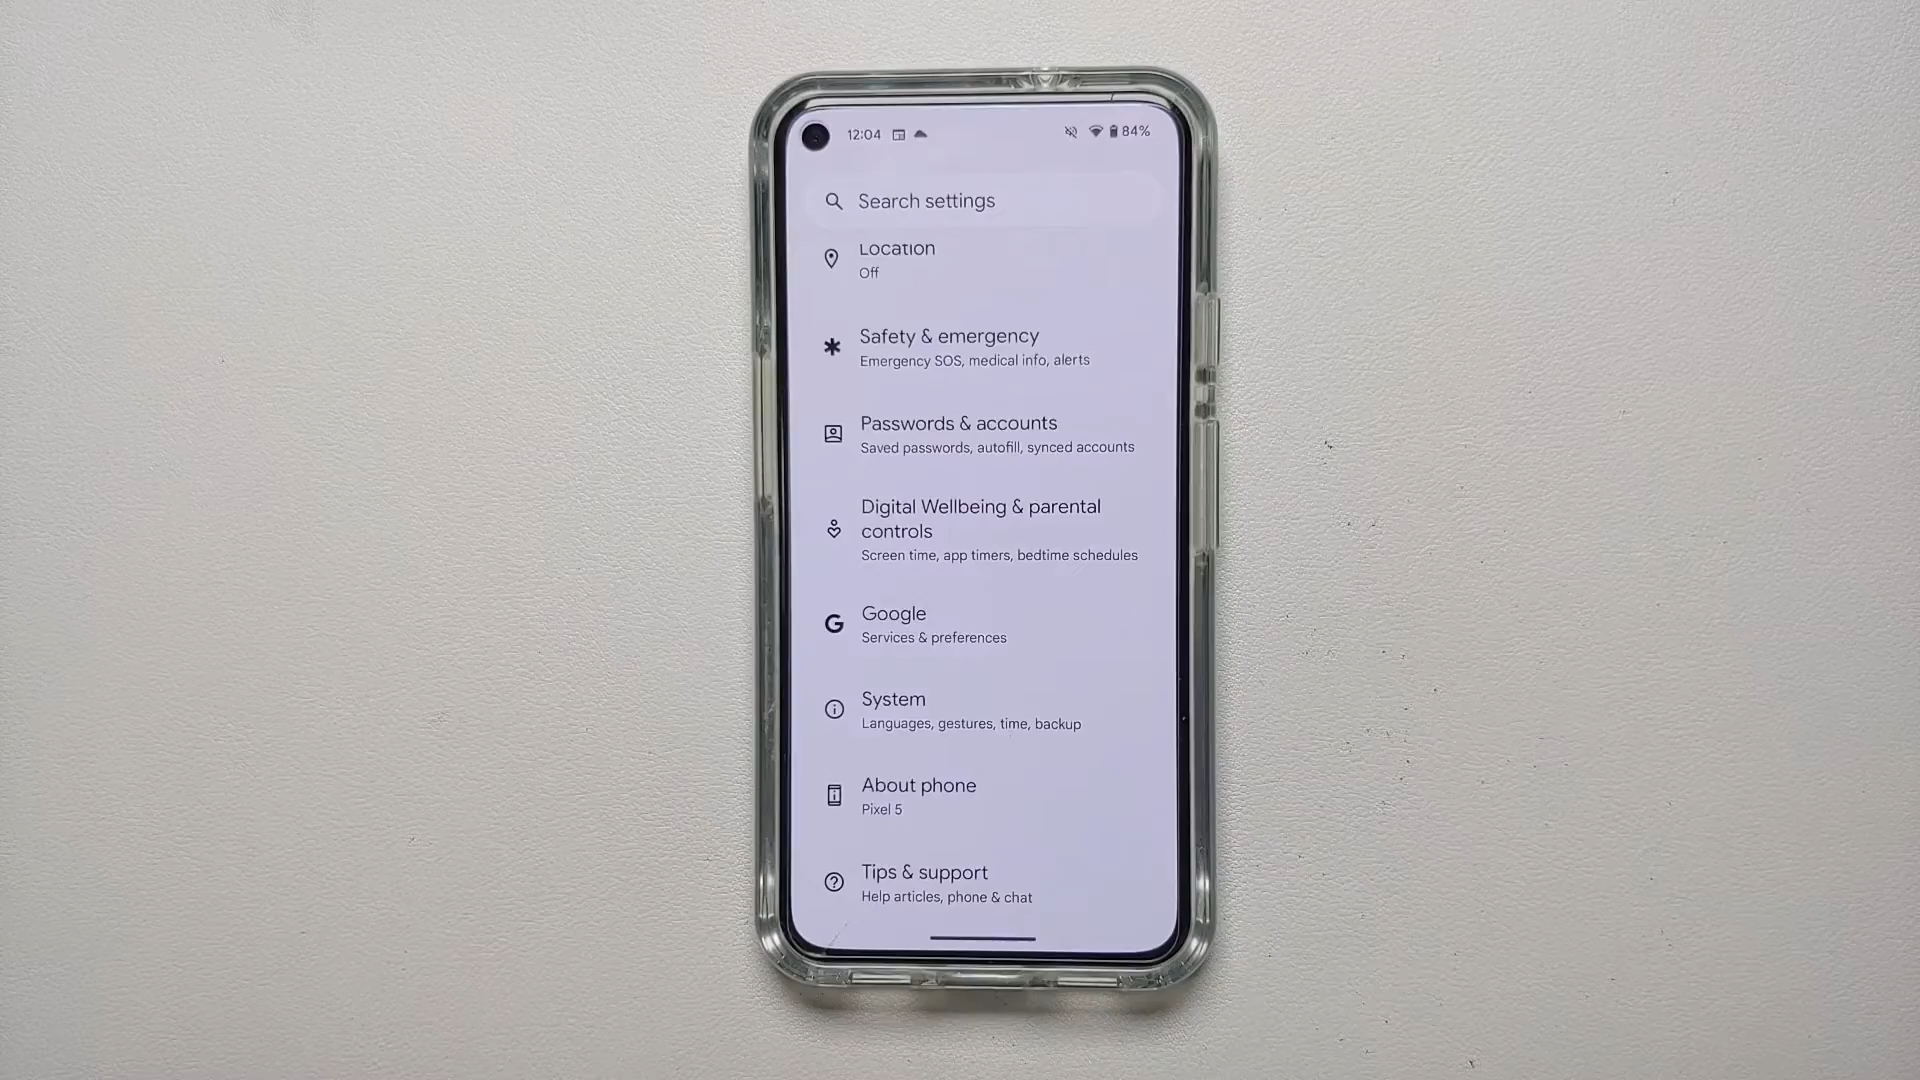 12:04
84%
Search settings
Location
Off
Safety & emergency
Emergency SOS, medical info, alerts
Passwords & accounts
Saved passwords, autofill, synced accounts
Digital Wellbeing & parental
controls
Screen time, app timers, bedtime schedules
Google
Services & preferences
System
Languages, gestures, time, backup
About phone
Pixel 5
Tips & support
Help articles, phone & chat